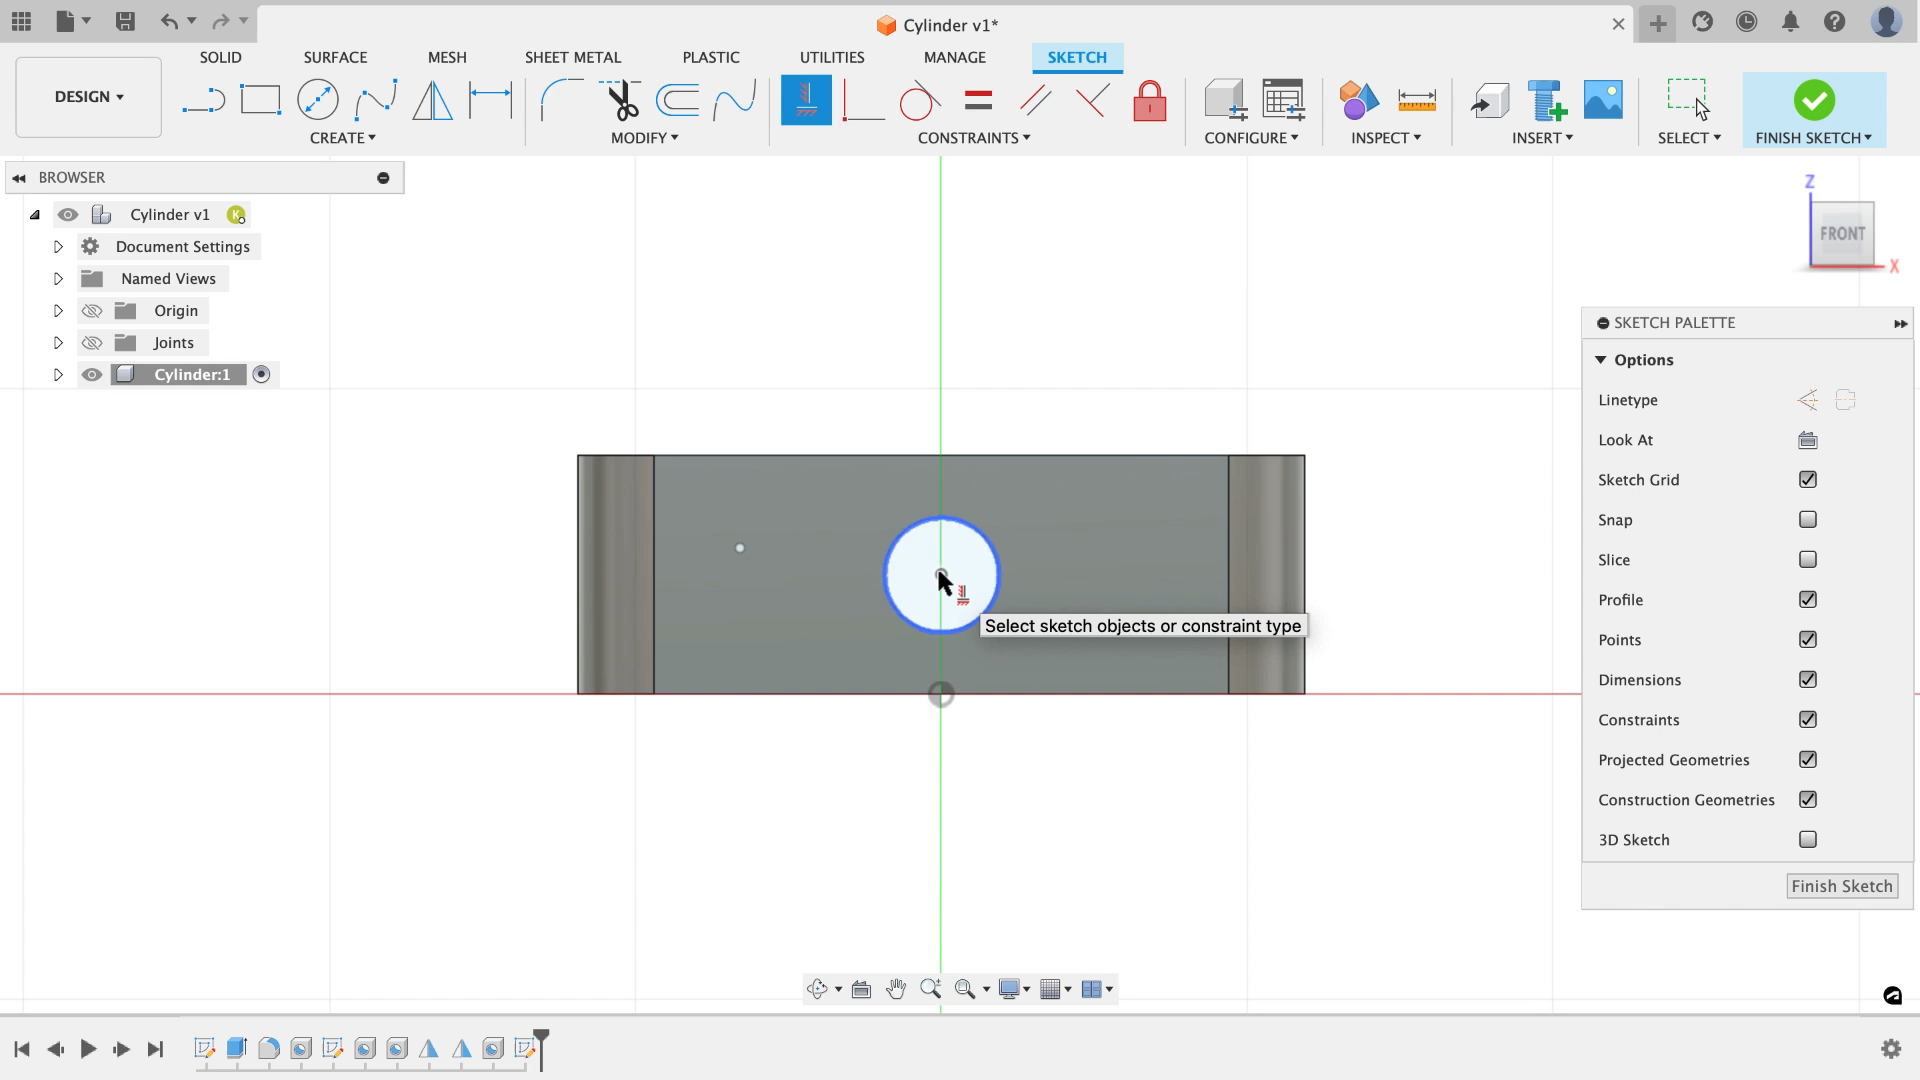 Cylinder v1*
SOLID SURFACE MESH SHEET METAL PLASTIC UTILITIES MANAGE SKETCH
DESIGN
CREATE MODIFY CONSTRAINTS CONFIGURE INSPECT INSERT SELECT FINISH SKETCH
BROWSER
Cylinder v1 K
Document Settings
Named Views
Origin
Joints
Cylinder:1
Z
FRONT
X
SKETCH PALETTE
Options
Linetype
Look At
Sketch Grid
Snap
Slice
Profile
Points
Dimensions
Constraints
Projected Geometries
Construction Geometries
3D Sketch
Finish Sketch
Select sketch objects or constraint type